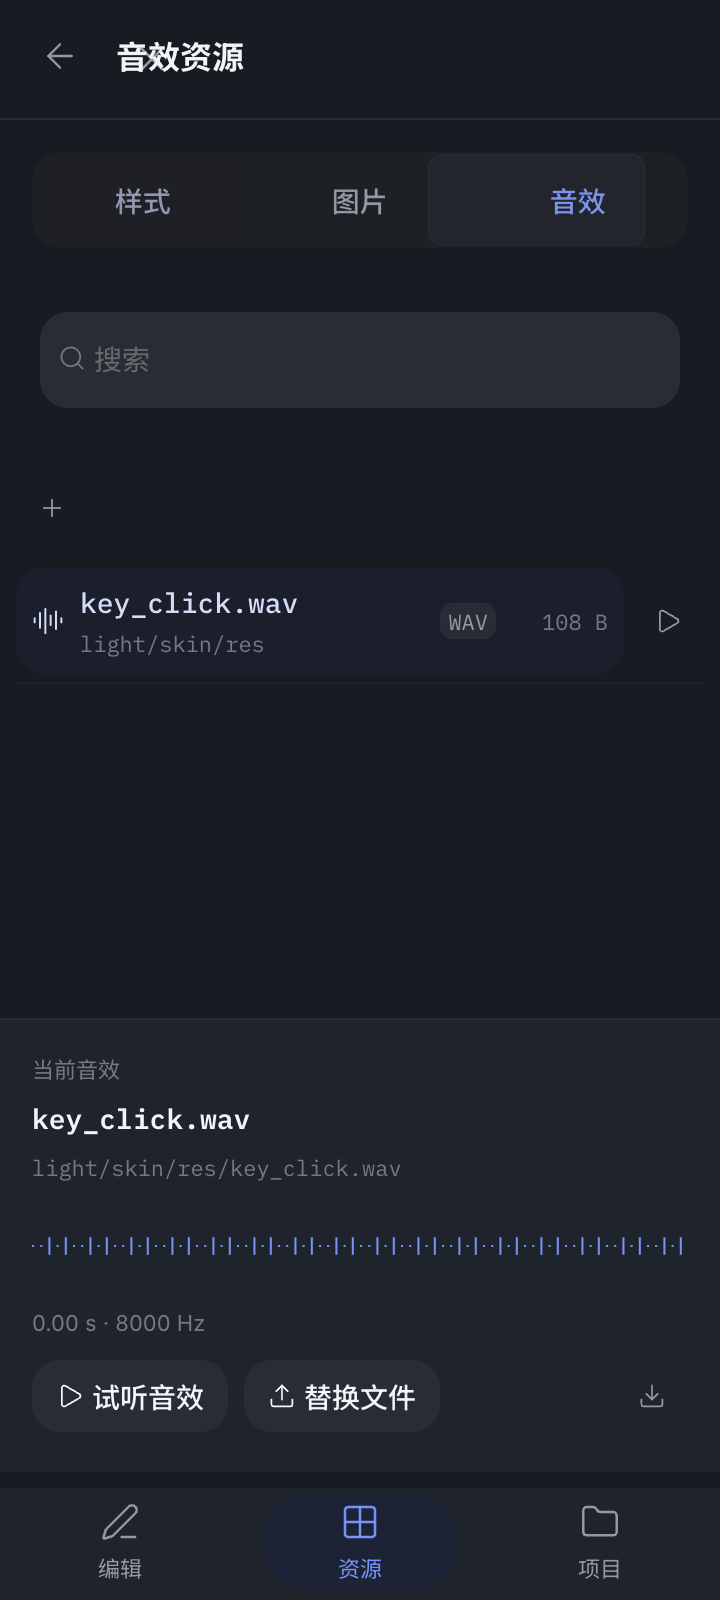 音效资源
样式 图片 音效
搜索
key_click.wav
light/skin/res
WAV 108 B
当前音效
key_click.wav
light/skin/res/key_click.wav
0.00 s · 8000 Hz
试听音效 替换文件
编辑 资源 项目